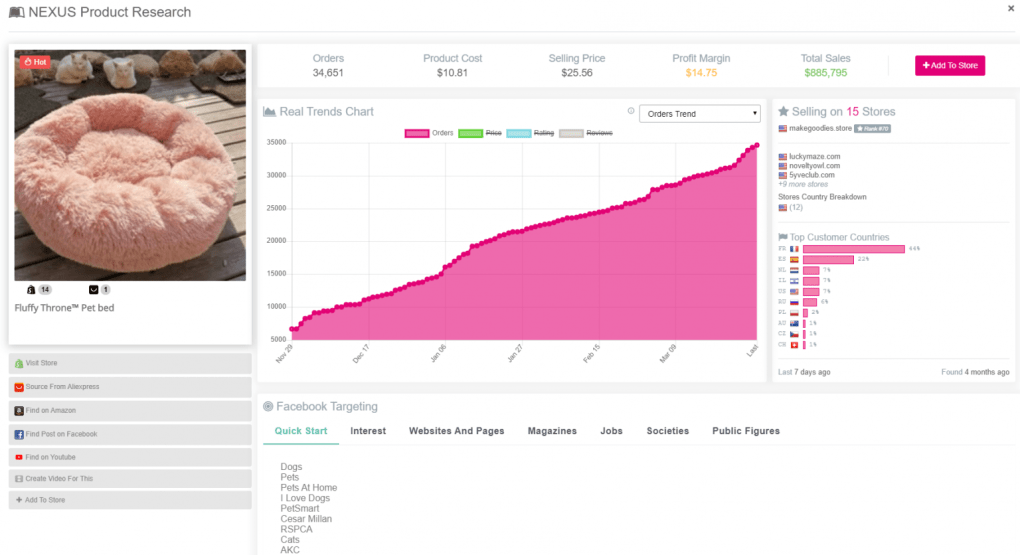 NEXUS Product Research
×
Hot
14
1
Fluffy Throne™ Pet bed
Visit Store
Source From Aliexpress
Find on Amazon
Find Post on Facebook
Find on Youtube
Create Video For This
+ Add To Store
Orders
34,651
Product Cost
$10.81
Selling Price
$25.56
Profit Margin
$14.75
Total Sales
$885,795
+ Add To Store
Real Trends Chart
Orders Trend
Orders Price Rating Reviews
35000
30000
25000
20000
15000
10000
5000
Nov 29
Dec 17
Jan 06
Jan 27
Feb 15
Mar 09
Last
Selling on 15 Stores
makegoodies.store
luckymaze.com
noveltyowl.com
5yveclub.com
+9 more stores
Stores Country Breakdown
(12)
Top Customer Countries
FR 44%
ES 22%
NL 7%
IL 7%
US 7%
RU 6%
PL 2%
AU 1%
CZ 1%
CH 1%
Last 7 days ago
Found 4 months ago
Facebook Targeting
Quick Start
Interest
Websites And Pages
Magazines
Jobs
Societies
Public Figures
Dogs
Pets
Pets At Home
I Love Dogs
PetSmart
Cesar Millan
RSPCA
Cats
AKC